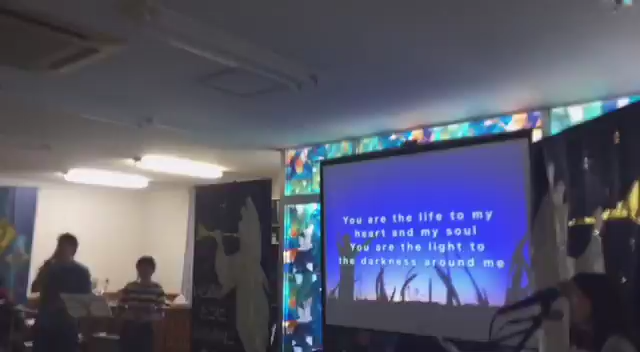 You are the life to my
heart and my soul
You are the light to
the darkness around me